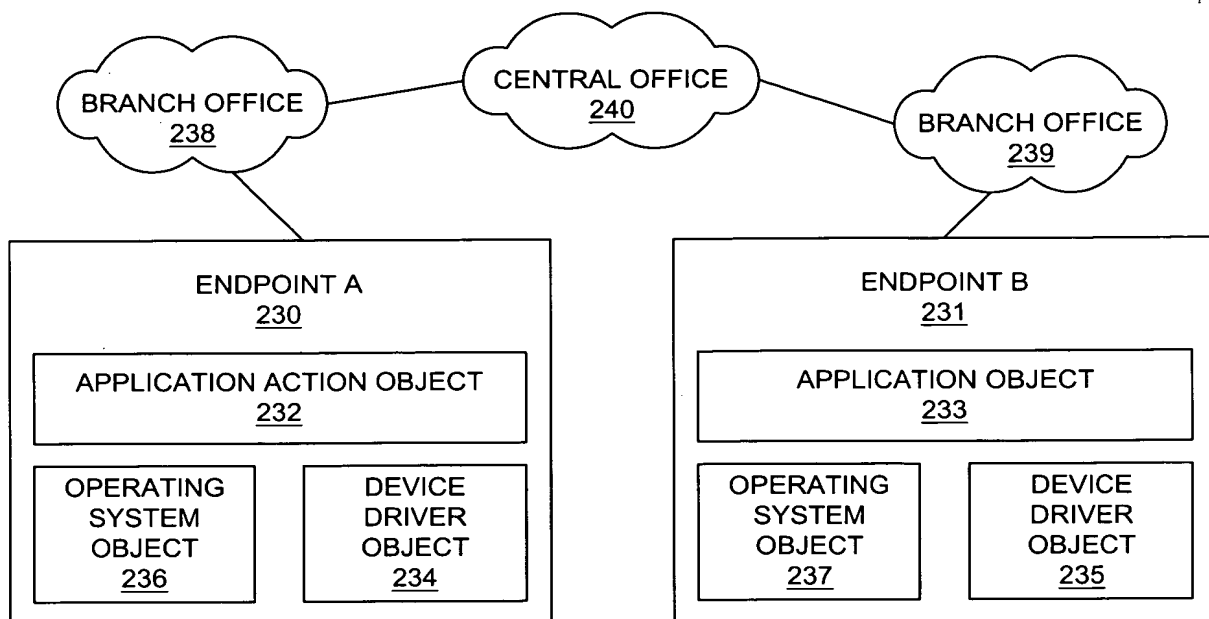 BRANCH OFFICE
238
CENTRAL OFFICE
240
BRANCH OFFICE
239
ENDPOINT A
230
APPLICATION ACTION OBJECT
232
OPERATING
SYSTEM
OBJECT
236
DEVICE
DRIVER
OBJECT
234
ENDPOINT B
231
APPLICATION OBJECT
233
OPERATING
SYSTEM
OBJECT
237
DEVICE
DRIVER
OBJECT
235